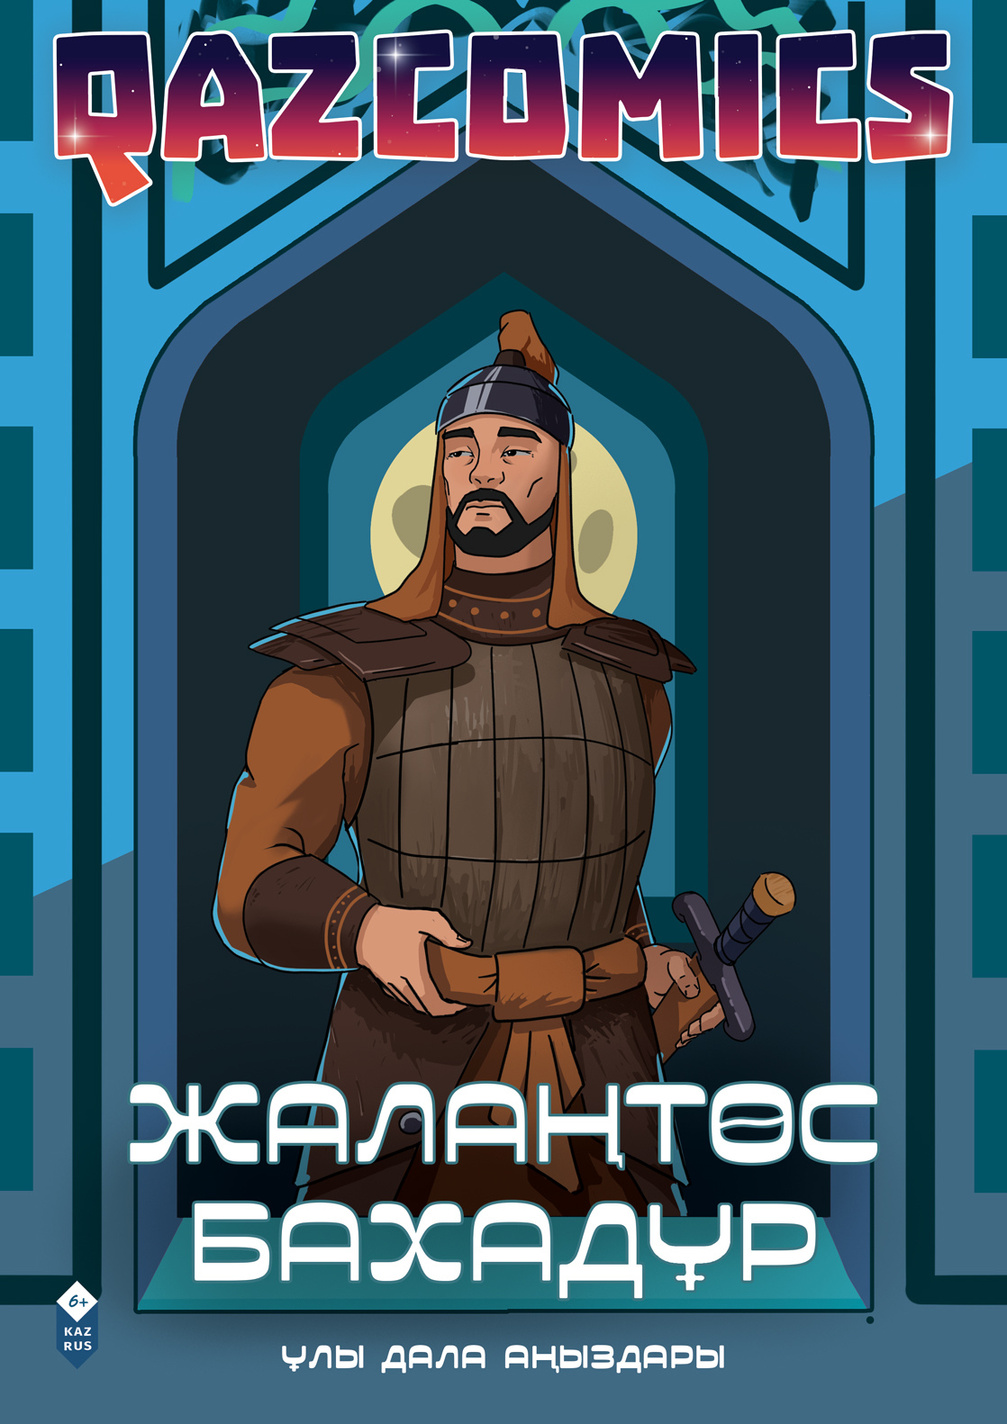 QAZCOMICS
ЖАЛАҢТӨС
БАХАДҮР
6+
KAZ
RUS
ҰЛЫ ДАЛА АҢЫЗДАРЫ